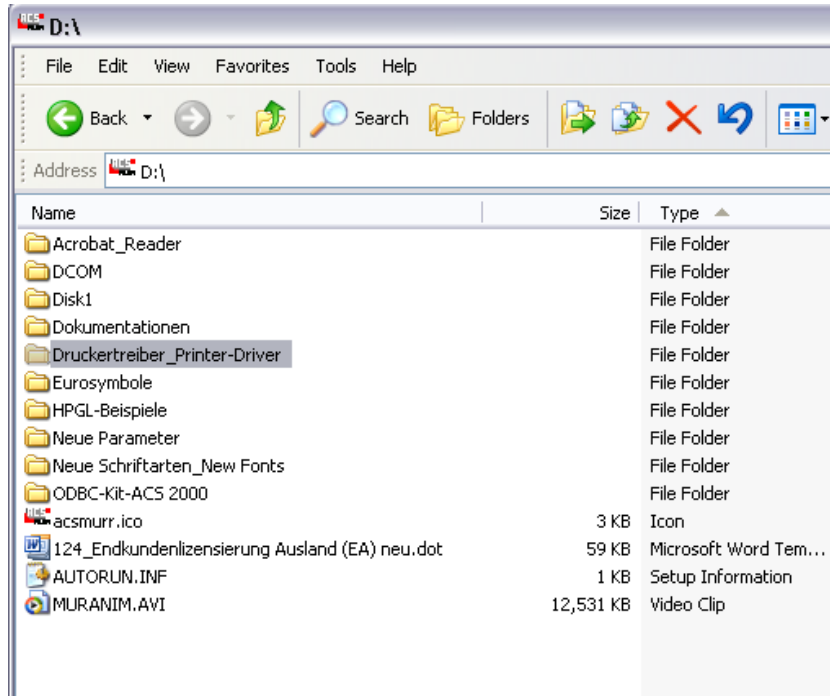 D:\
File Edit View Favorites Tools Help
Back Search Folders
Address D:\
Name Size Type
Acrobat_Reader File Folder
DCOM File Folder
Disk1 File Folder
Dokumentationen File Folder
Druckertreiber_Printer-Driver File Folder
Eurosymbole File Folder
HPGL-Beispiele File Folder
Neue Parameter File Folder
Neue Schriftarten_New Fonts File Folder
ODBC-Kit-ACS 2000 File Folder
acsmurr.ico 3 KB Icon
124_Endkundenlizensierung Ausland (EA) neu.dot 59 KB Microsoft Word Tem...
AUTORUN.INF 1 KB Setup Information
MURANIM.AVI 12,531 KB Video Clip